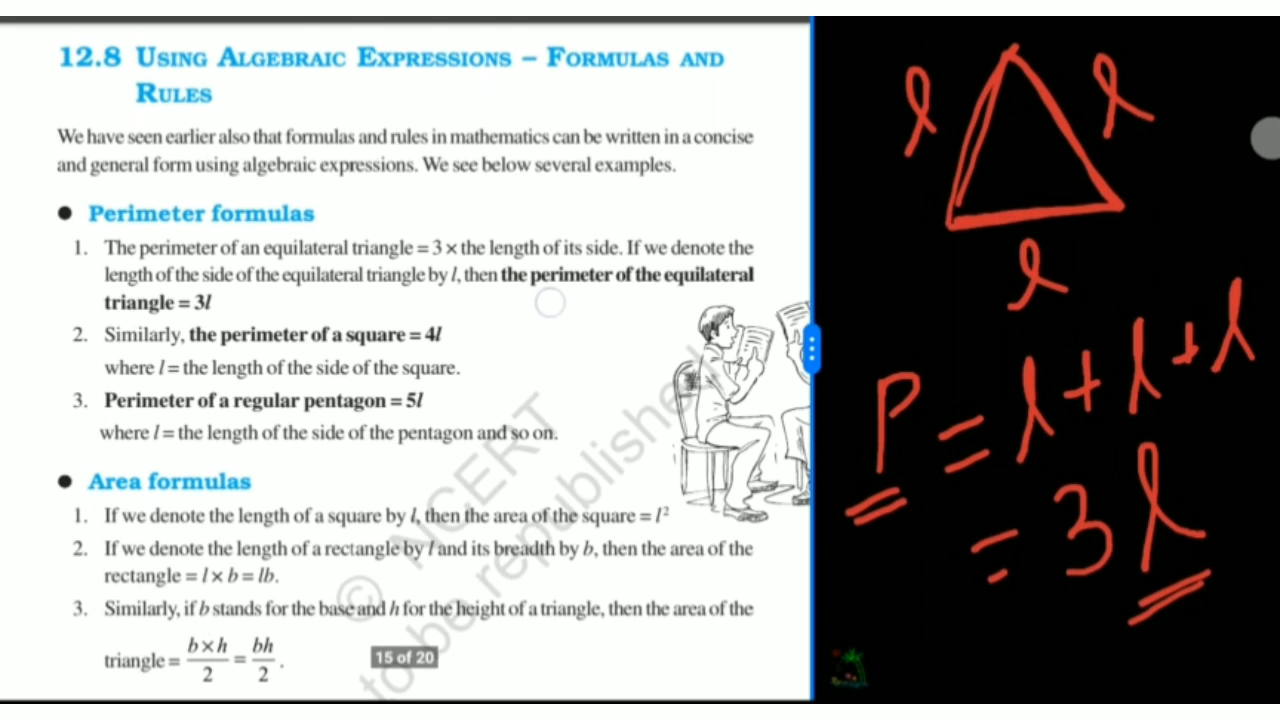 12.8 USING ALGEBRAIC EXPRESSIONS – FORMULAS AND
RULES
We have seen earlier also that formulas and rules in mathematics can be written in a concise
and general form using algebraic expressions. We see below several examples.
● Perimeter formulas
1. The perimeter of an equilateral triangle = 3 × the length of its side. If we denote the
length of the side of the equilateral triangle by l, then the perimeter of the equilateral
triangle = 3l
2. Similarly, the perimeter of a square = 4l
where l = the length of the side of the square.
3. Perimeter of a regular pentagon = 5l
where l = the length of the side of the pentagon and so on.
● Area formulas
1. If we denote the length of a square by l, then the area of the square = l²
2. If we denote the length of a rectangle by l and its breadth by b, then the area of the
rectangle = l × b = lb.
3. Similarly, if b stands for the base and h for the height of a triangle, then the area of the
triangle = b×h/2 = bh/2 .
15 of 20
© NCERT
to be republished
l
l
l
P = l + l + l
= 3l